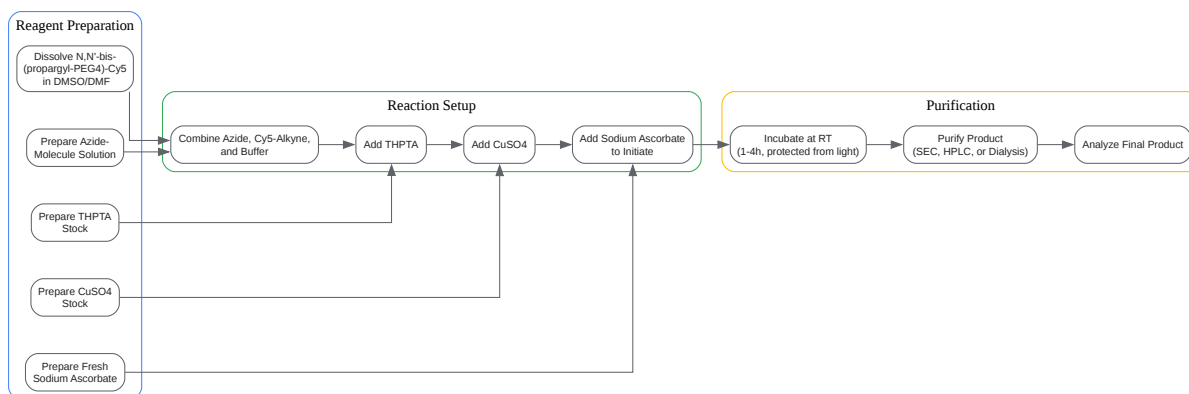 Reagent Preparation
Dissolve N,N'-bis-
(propargyl-PEG4)-Cy5
in DMSO/DMF
Prepare Azide-
Molecule Solution
Prepare THPTA
Stock
Prepare CuSO4
Stock
Prepare Fresh
Sodium Ascorbate
Reaction Setup
Combine Azide, Cy5-Alkyne,
and Buffer
Add THPTA
Add CuSO4
Add Sodium Ascorbate
to Initiate
Purification
Incubate at RT
(1-4h, protected from light)
Purify Product
(SEC, HPLC, or Dialysis)
Analyze Final Product